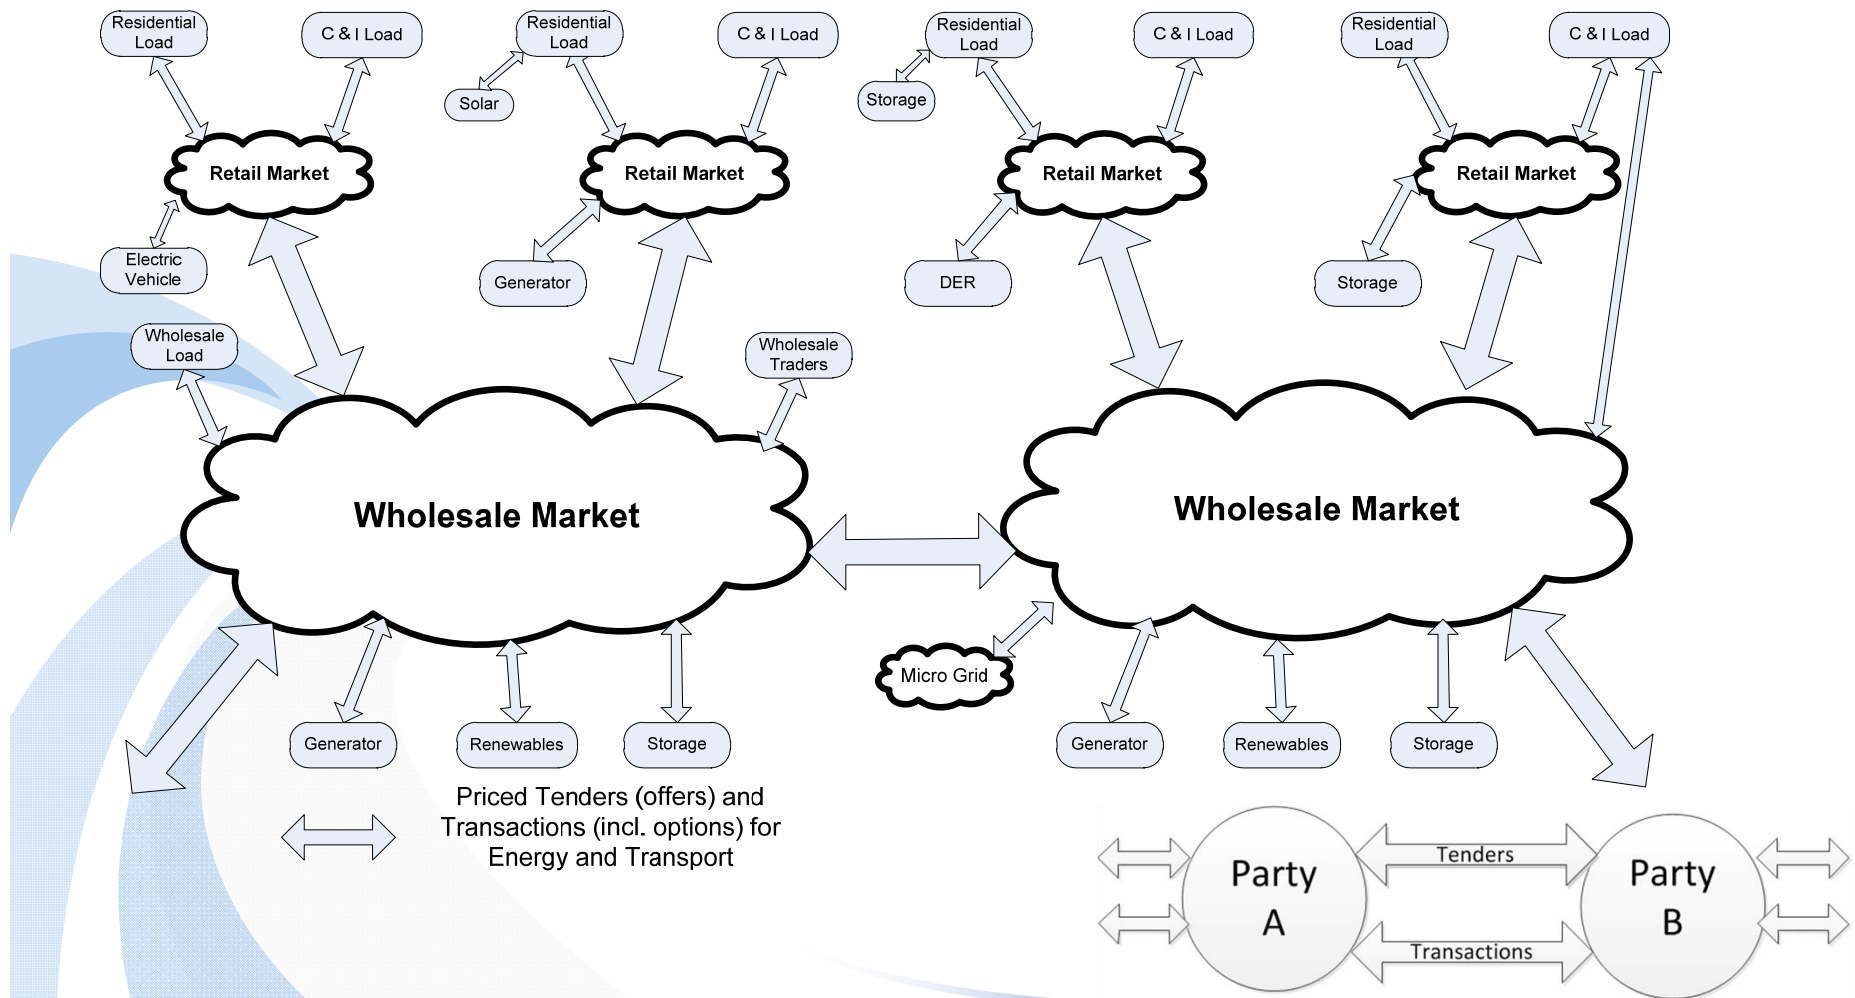 Residential
Load
C & I Load
Residential
Load
C & I Load
Residential
Load
C & I Load
Residential
Load
C & I Load
Solar
Storage
Retail Market
Retail Market
Retail Market
Retail Market
Electric
Vehicle
Generator
DER
Storage
Wholesale
Load
Wholesale
Traders
Wholesale Market
Wholesale Market
Micro Grid
Generator
Renewables
Storage
Generator
Renewables
Storage
Priced Tenders (offers) and
Transactions (incl. options) for
Energy and Transport
Party
A
Tenders
Transactions
Party
B